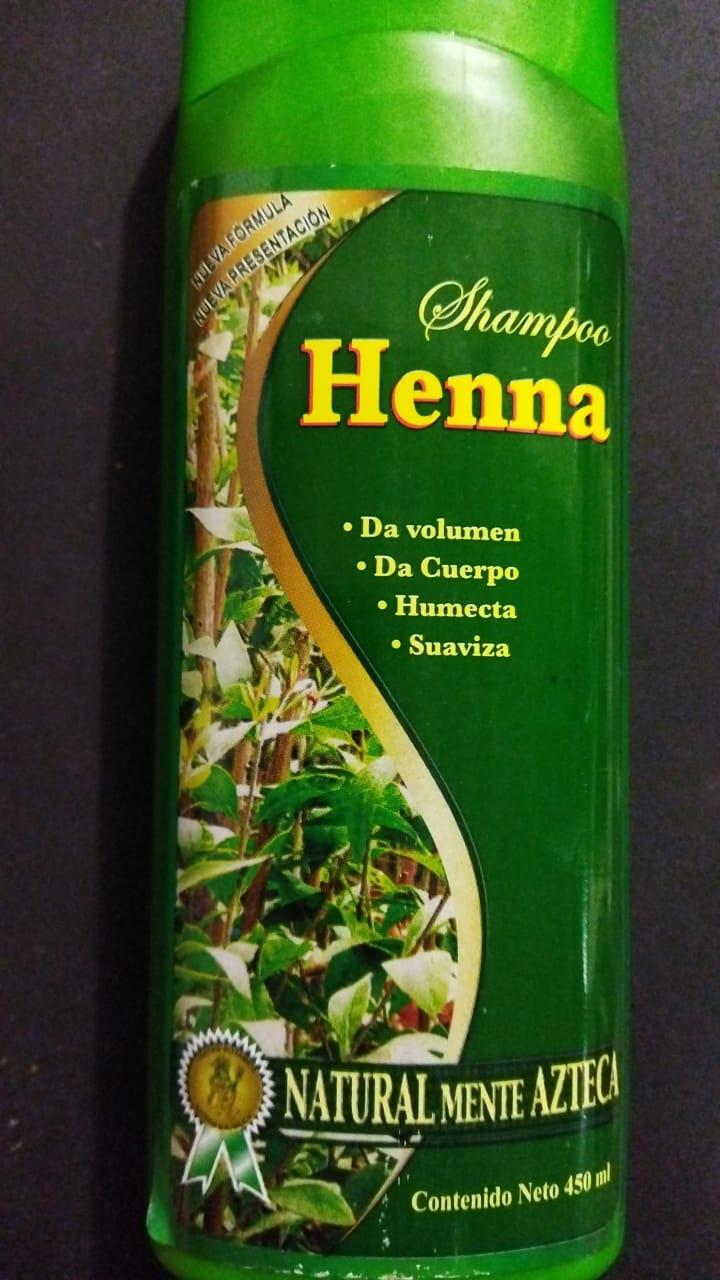 NUEVA FÓRMULA
NUEVA PRESENTACIÓN
Shampoo
Henna
• Da volumen
• Da Cuerpo
• Humecta
• Suaviza
NATURAL MENTE AZTECA
Contenido Neto 450 ml